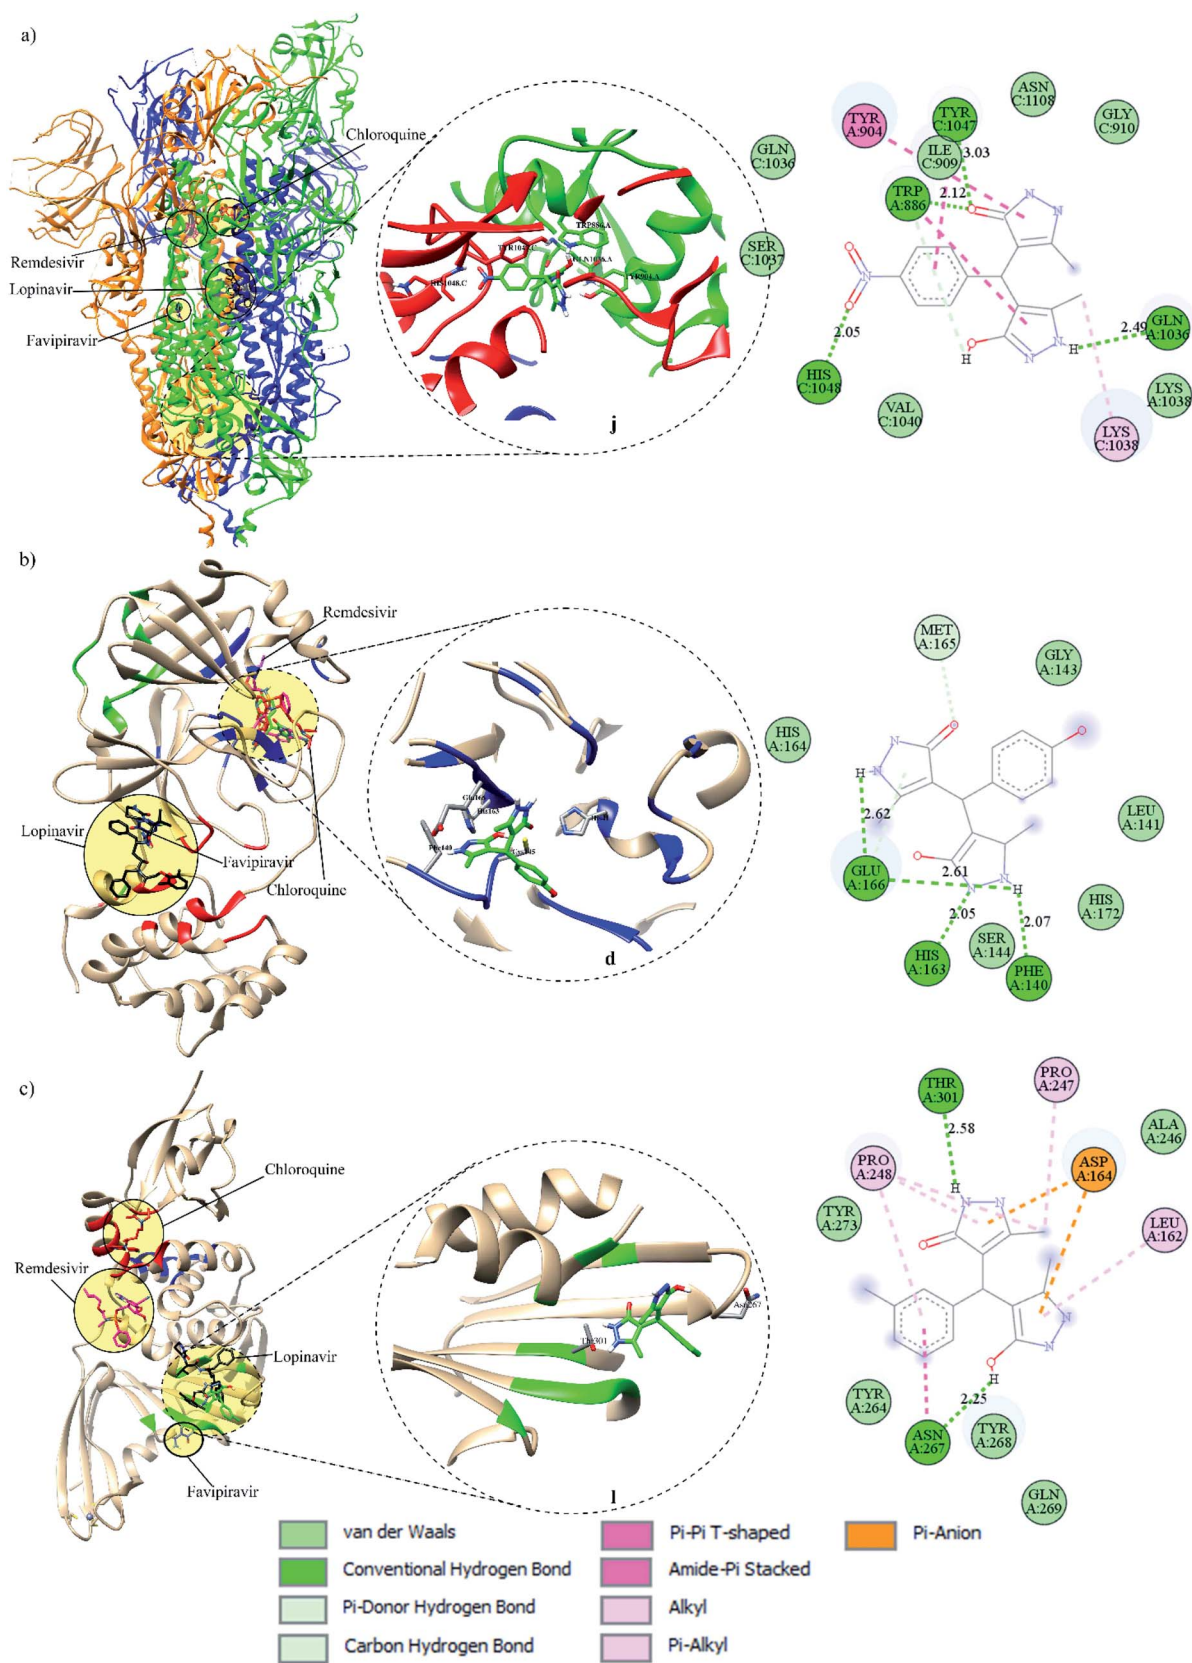 a)
Chloroquine
Remdesivir
Lopinavir
Favipiravir
TRP886.A
HIS1048.C
j
TYR
A:904
TYR
C:1047
ASN
C:1108
GLY
C:910
GLN
C:1036
ILE
C:909
3.03
TRP
A:886
2.12
SER
C:1037
2.05
H
H
2.49
GLN
A:1036
HIS
C:1048
VAL
C:1040
LYS
A:1038
LYS
C:1038
b)
Remdesivir
Lopinavir
Favipiravir
Chloroquine
His163
Phe140
d
MET
A:165
GLY
A:143
HIS
A:164
H
2.62
LEU
A:141
GLU
A:166
2.61
H
2.05
2.07
HIS
A:172
HIS
A:163
SER
A:144
PHE
A:140
c)
Chloroquine
Remdesivir
Lopinavir
Favipiravir
Asn267
Thr301
l
THR
A:301
PRO
A:247
2.58
ALA
A:246
PRO
A:248
ASP
A:164
H
TYR
A:273
LEU
A:162
H
TYR
A:264
2.25
ASN
A:267
TYR
A:268
GLN
A:269
van der Waals
Conventional Hydrogen Bond
Pi-Donor Hydrogen Bond
Carbon Hydrogen Bond
Pi-Pi T-shaped
Amide-Pi Stacked
Alkyl
Pi-Alkyl
Pi-Anion